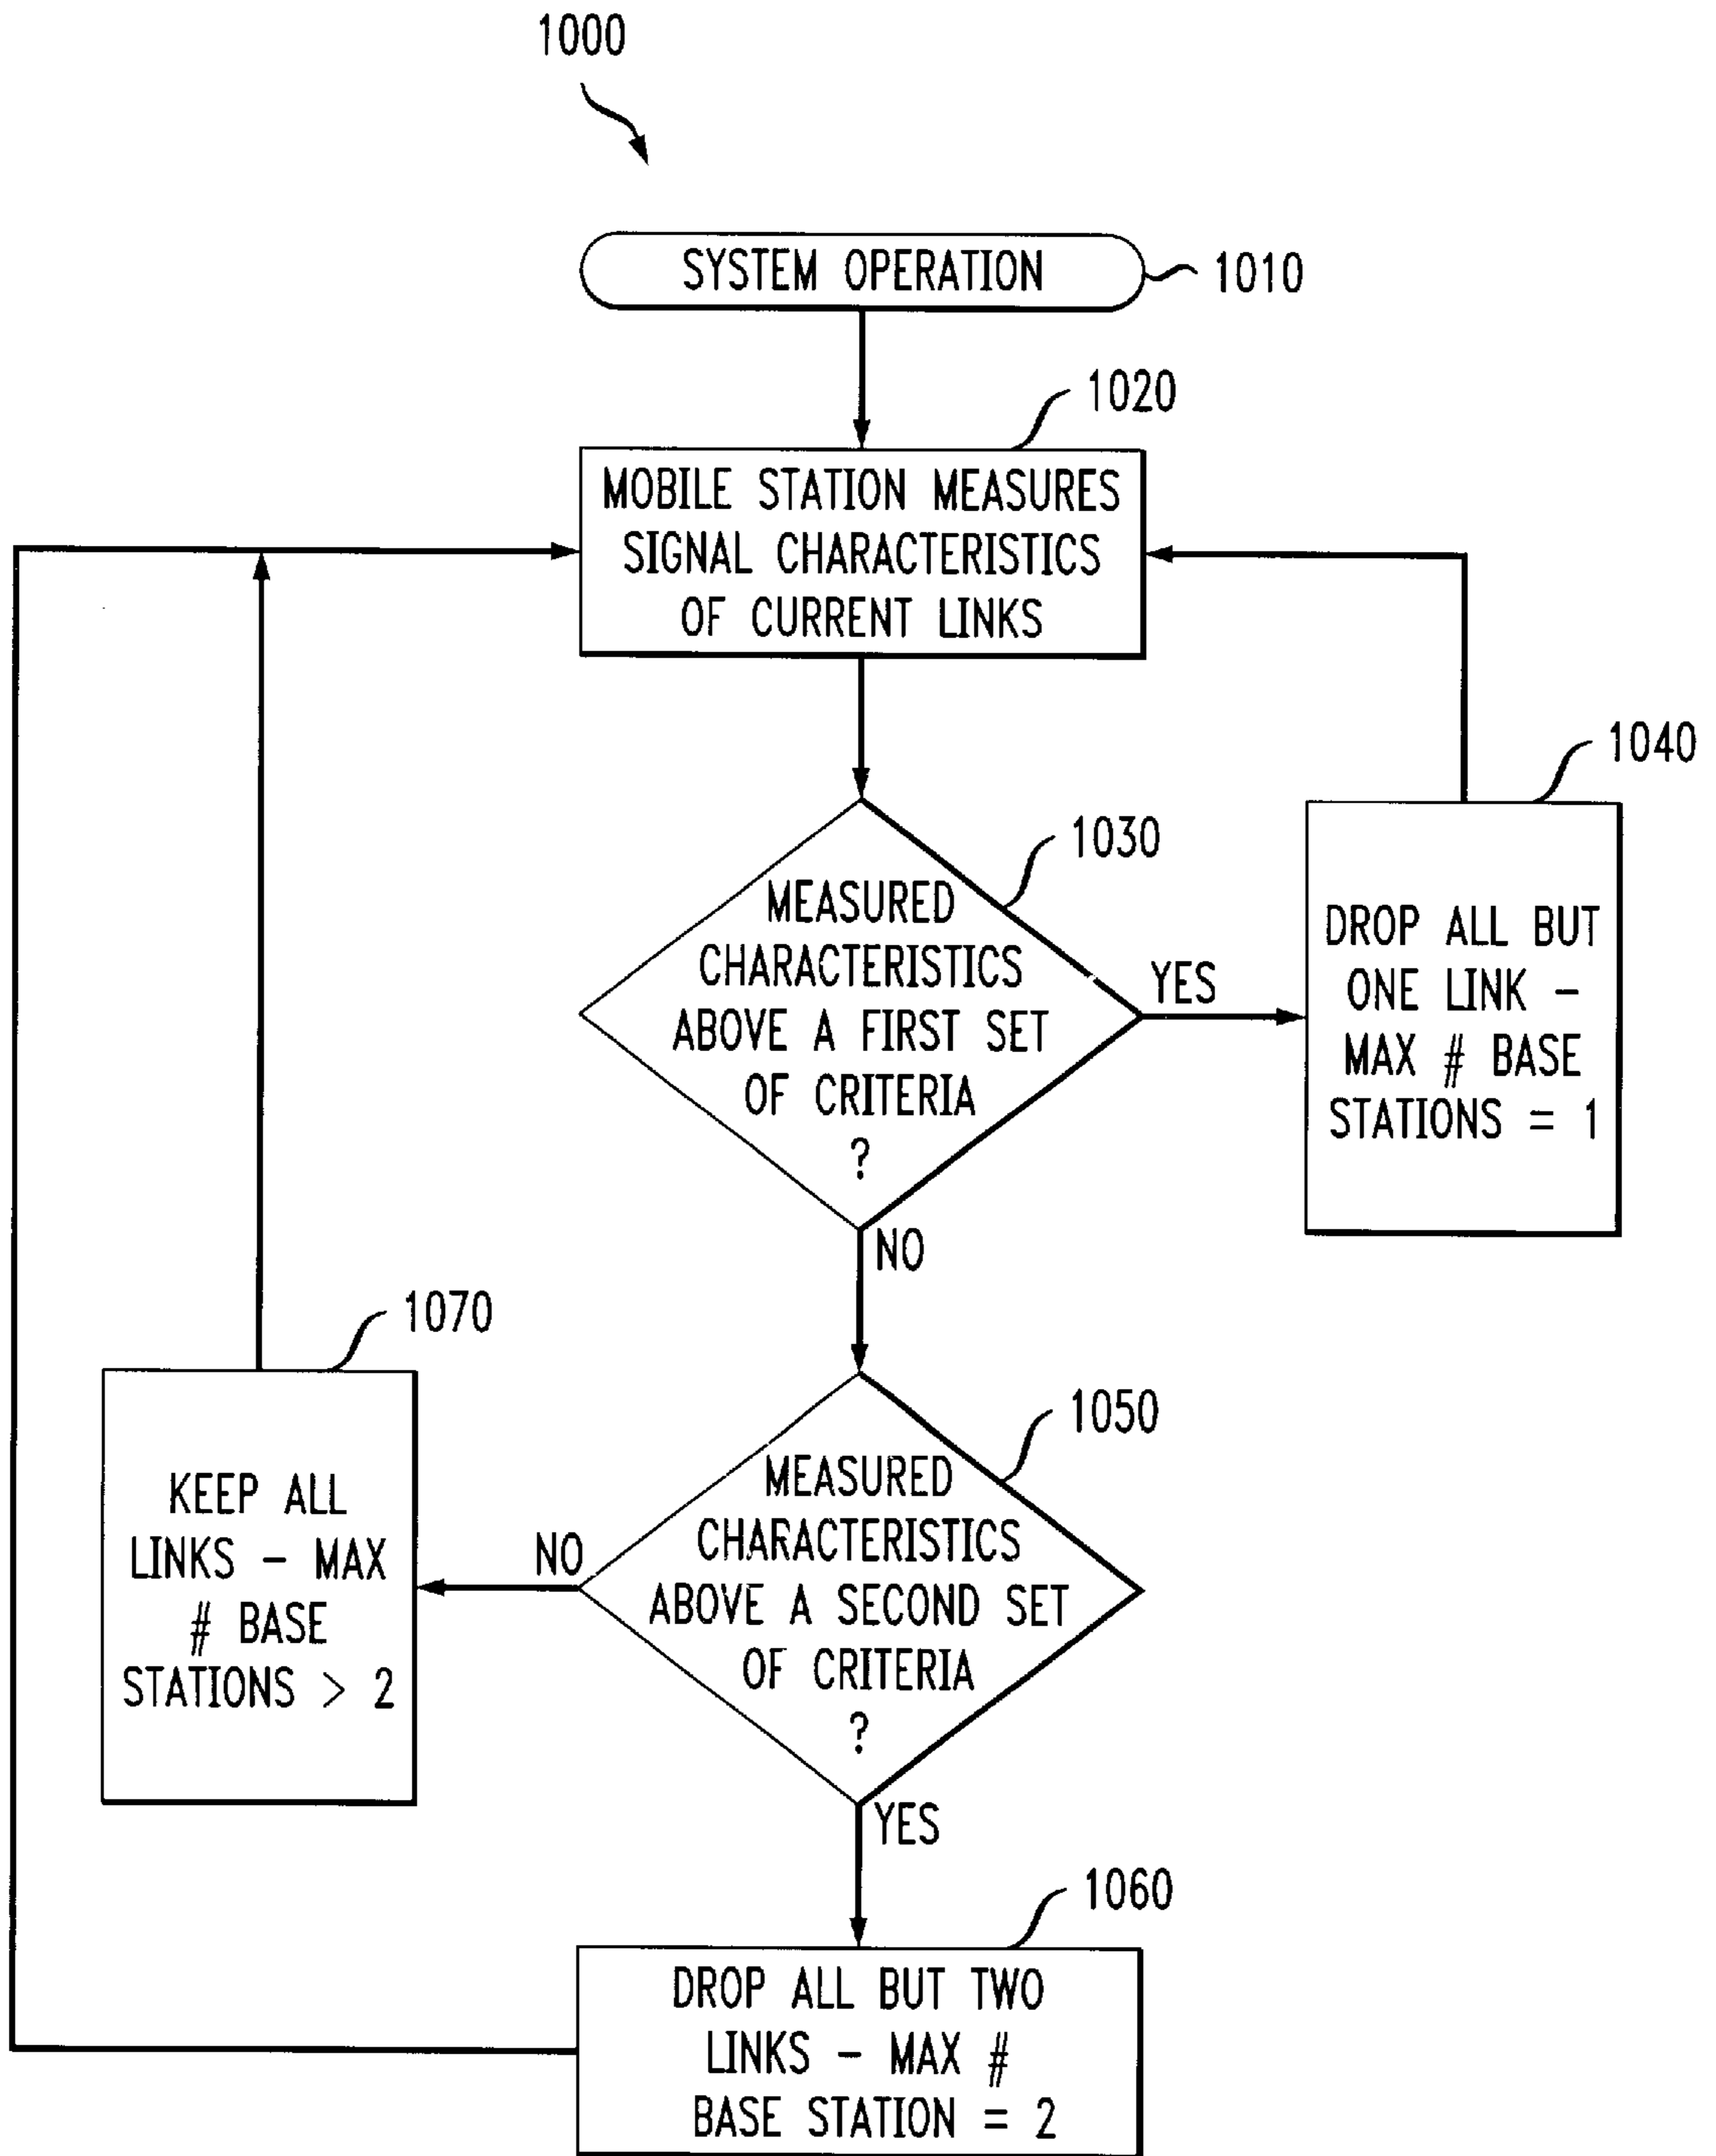 1000
SYSTEM OPERATION
1010
1020
MOBILE STATION MEASURES
SIGNAL CHARACTERISTICS
OF CURRENT LINKS
1030
MEASURED
CHARACTERISTICS
ABOVE A FIRST SET
OF CRITERIA
?
YES
1040
DROP ALL BUT
ONE LINK -
MAX # BASE
STATIONS = 1
NO
1070
KEEP ALL
LINKS - MAX
# BASE
STATIONS > 2
NO
1050
MEASURED
CHARACTERISTICS
ABOVE A SECOND SET
OF CRITERIA
?
YES
1060
DROP ALL BUT TWO
LINKS - MAX #
BASE STATION = 2